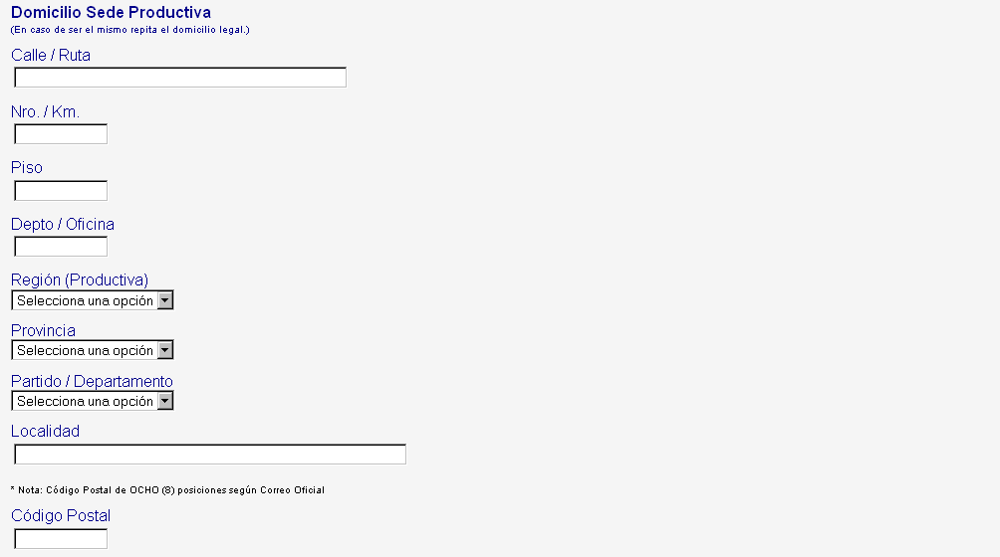 Domicilio Sede Productiva
(En caso de ser el mismo repita el domicilio legal.)
Calle / Ruta
Nro. / Km.
Piso
Depto / Oficina
Región (Productiva)
Selecciona una opción
Provincia
Selecciona una opción
Partido / Departamento
Selecciona una opción
Localidad
* Nota: Código Postal de OCHO (8) posiciones según Correo Oficial
Código Postal